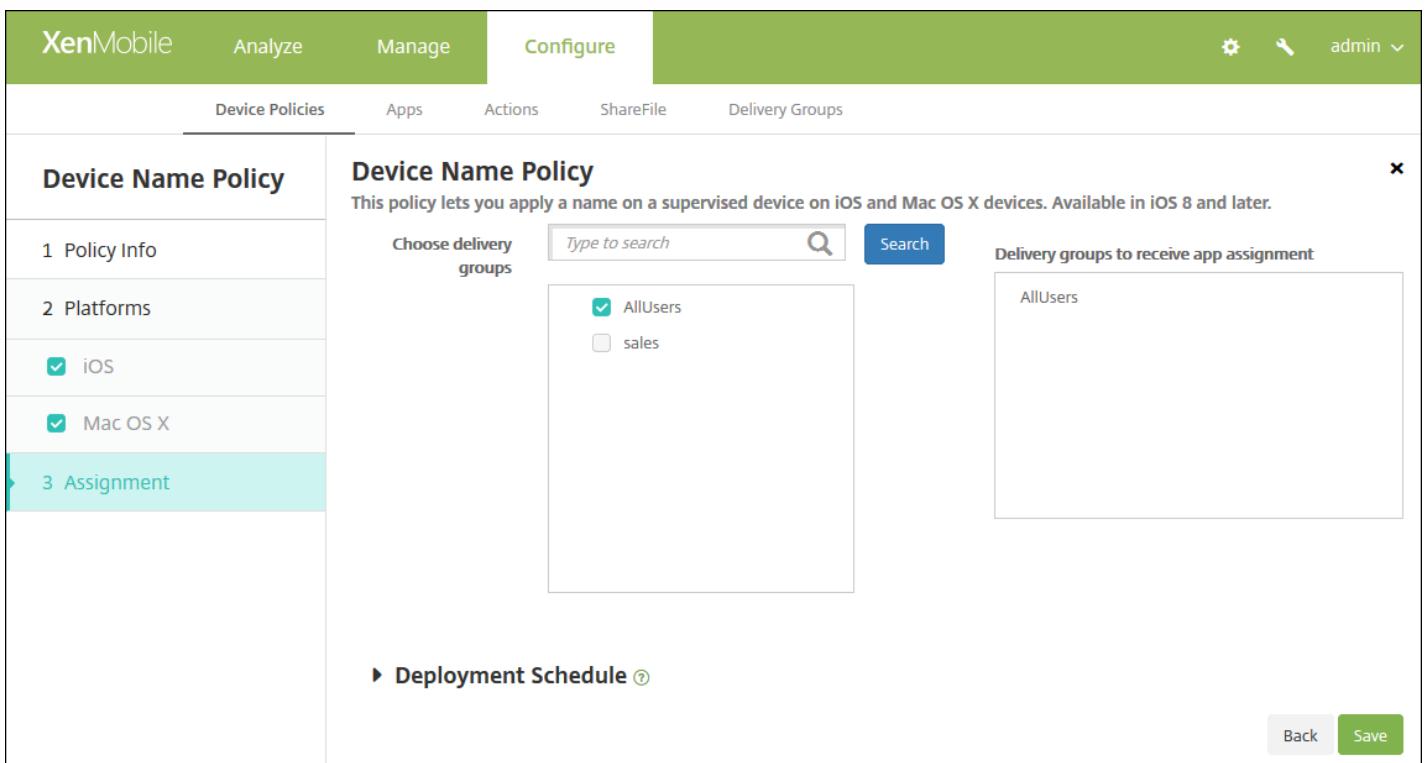 XenMobile Analyze Manage Configure admin
Device Policies Apps Actions ShareFile Delivery Groups
Device Name Policy
1 Policy Info
2 Platforms
iOS
Mac OS X
3 Assignment
Device Name Policy
This policy lets you apply a name on a supervised device on iOS and Mac OS X devices. Available in iOS 8 and later.
Choose delivery
groups
Type to search
Search
AllUsers
sales
Delivery groups to receive app assignment
AllUsers
Deployment Schedule ?
Back Save